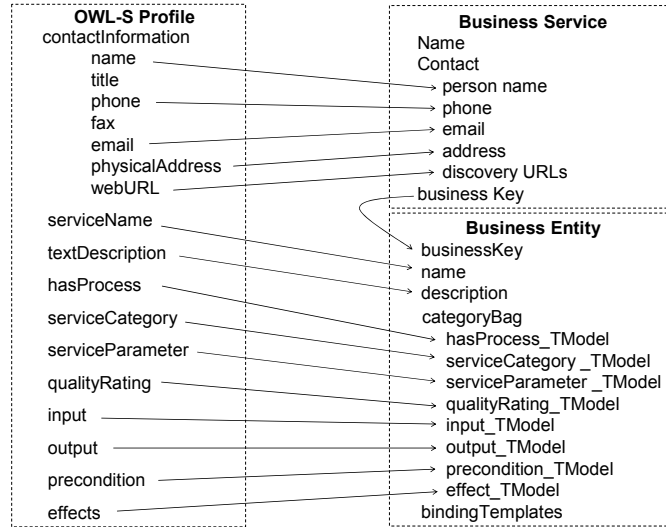 OWL-S Profile
contactInformation
name
title
phone
fax
email
physicalAddress
webURL
serviceName
textDescription
hasProcess
serviceCategory
serviceParameter
qualityRating
input
output
precondition
effects
Business Service
Name
Contact
person name
phone
email
address
discovery URLs
business Key
Business Entity
businessKey
name
description
categoryBag
hasProcess_TModel
serviceCategory _TModel
serviceParameter _TModel
qualityRating_TModel
input_TModel
output_TModel
precondition_TModel
effect_TModel
bindingTemplates